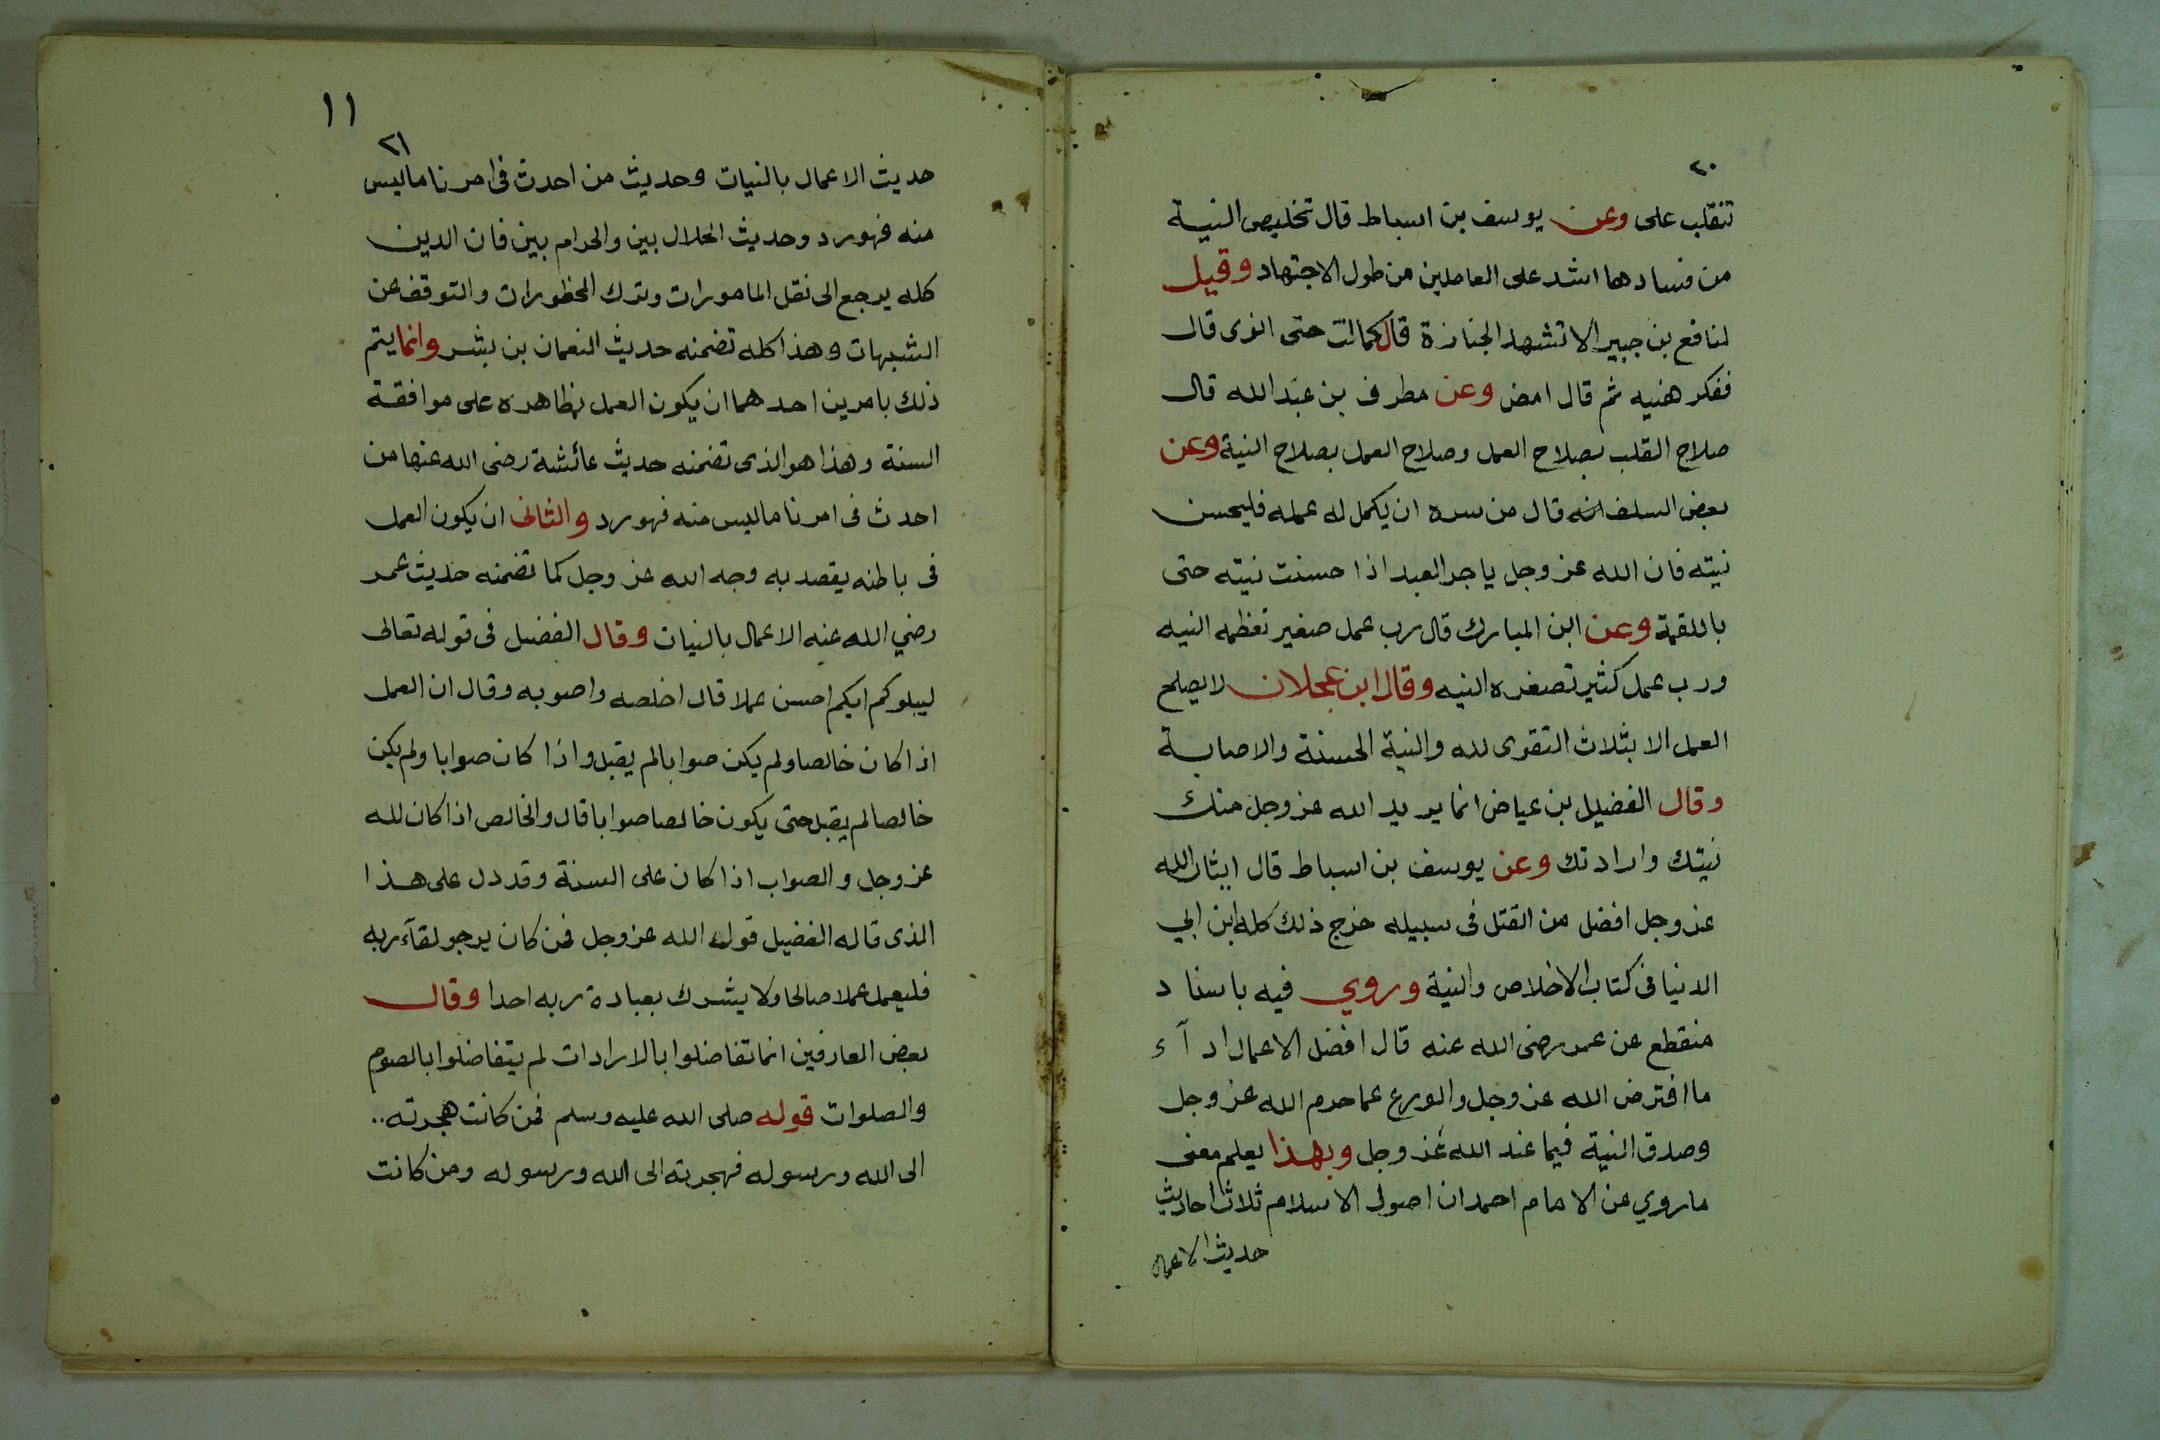 ٢٠
تنقلب على وعن يوسف بن اسباط قال تخليص النية
من فسادها اشد على العاملين من طول الاجتهاد وقيل
لنافع بن جبير الا تشهد الجنازة قال كما انت حتى انوى قال
ففكر هنيه ثم قال امض وعن مطرف بن عبد الله قال
صلاح القلب بصلاح العمل وصلاح العمل بصلاح النية وعن
بعض السلف انه قال من سره ان يكمل له عمله فليحسن
نيته فان الله عز وجل ياجر العبد اذا حسنت نيته حتى
باللقمة وعن ابن المبارك قال رب عمل صغير تعظمه النيه
ورب عمل كثير تصغره النيه وقال ابن عجلان لا يصلح
العمل الا بثلاث التقوى لله والنية الحسنة والاصابة
وقال الفضيل بن عياض انما يريد الله عز وجل منك
نيتك وارادتك وعن يوسف بن اسباط قال ايثار الله
عز وجل افضل من القتل فى سبيله خرج ذلك كله ابن ابي
الدنيا فى كتاب الاخلاص والنية وروي فيه باسناد
منقطع عن عمر رضى الله عنه قال افضل الاعمال ادآء
ما افترض الله عز وجل والورع عما حرم الله عز وجل
وصدق النية فيما عند الله عز وجل وبهذا يعلم معنى
ما روي عن الامام احمد ان اصول الاسلام ثلاث احاديث
حديث الاعمال
١١
٢١
حديث الاعمال بالنيات وحديث من احدث فى امرنا ما ليس
منه فهو رد وحديث الحلال بين والحرام بين فان الدين
كله يرجع الى نقل المامورات وترك المحظورات والتوقف عن
الشبهات وهذا كله تضمنه حديث النعمان بن بشر وانما يتم
ذلك بامرين احدهما ان يكون العمل بظاهره على موافقة
السنة وهذا هو الذى تضمنه حديث عائشة رضى الله عنها من
احدث فى امرنا ما ليس منه فهو رد والثانى ان يكون العمل
فى باطنه يقصد به وجه الله عز وجل كما تضمنه حديث عمر
رضي الله عنه الاعمال بالنيات وقال الفضيل فى قوله تعالى
ليبلوكم ايكم احسن عملا قال اخلصه واصوبه وقال ان العمل
اذا كان خالصا ولم يكن صوابا لم يقبل واذا كان صوابا ولم يكن
خالصا لم يقبل حتى يكون خالصا صوابا قال والخالص اذا كان لله
عز وجل والصواب اذا كان على السنة وقد دل على هذا
الذى قاله الفضيل قول الله عز وجل فمن كان يرجو لقآء ربه
فليعمل عملا صالحا ولا يشرك بعبادة ربه احدا وقال
بعض العارفين انما تفاضلوا بالارادات لم يتفاضلوا بالصوم
والصلوات قوله صلى الله عليه وسلم فمن كانت هجرته..
الى الله ورسوله فهجرته الى الله ورسوله ومن كانت